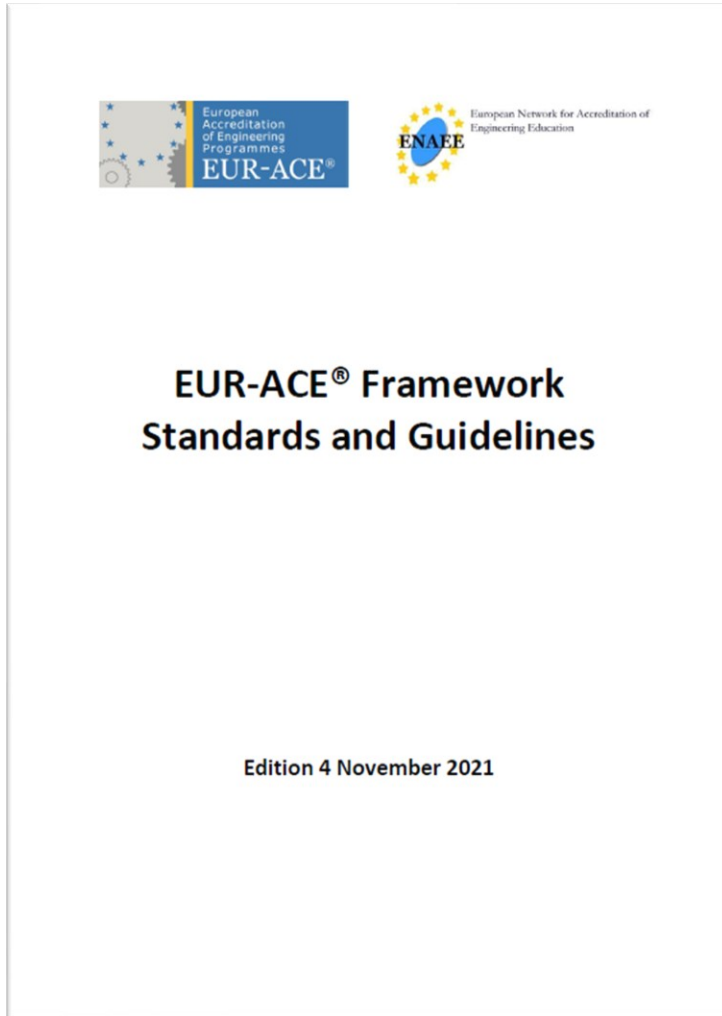 European
Accreditation
of Engineering
Programmes
EUR-ACE®
ENAEE
European Network for Accreditation of
Engineering Education
EUR-ACE® Framework
Standards and Guidelines
Edition 4 November 2021